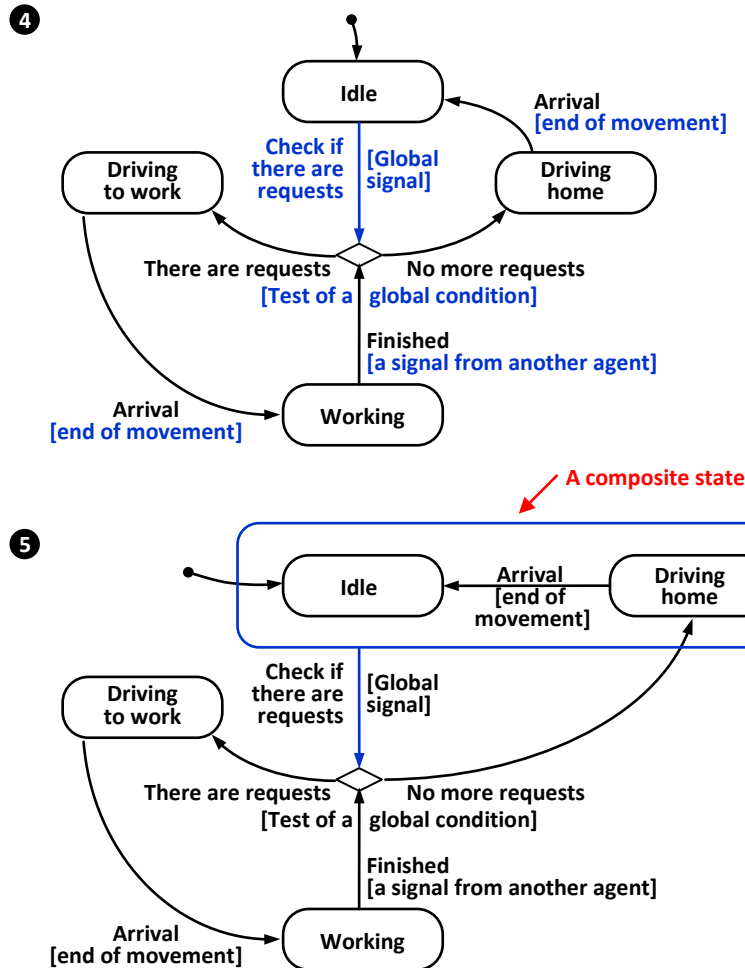 4
Idle
Arrival
[end of movement]
Check if
there are
requests
[Global
signal]
Driving
to work
Driving
home
There are requests
No more requests
[Test of a global condition]
Finished
[a signal from another agent]
Arrival
[end of movement]
Working
A composite state
5
Idle
Arrival
[end of
movement]
Driving
home
Check if
there are
requests
[Global
signal]
Driving
to work
There are requests
No more requests
[Test of a global condition]
Finished
[a signal from another agent]
Arrival
[end of movement]
Working